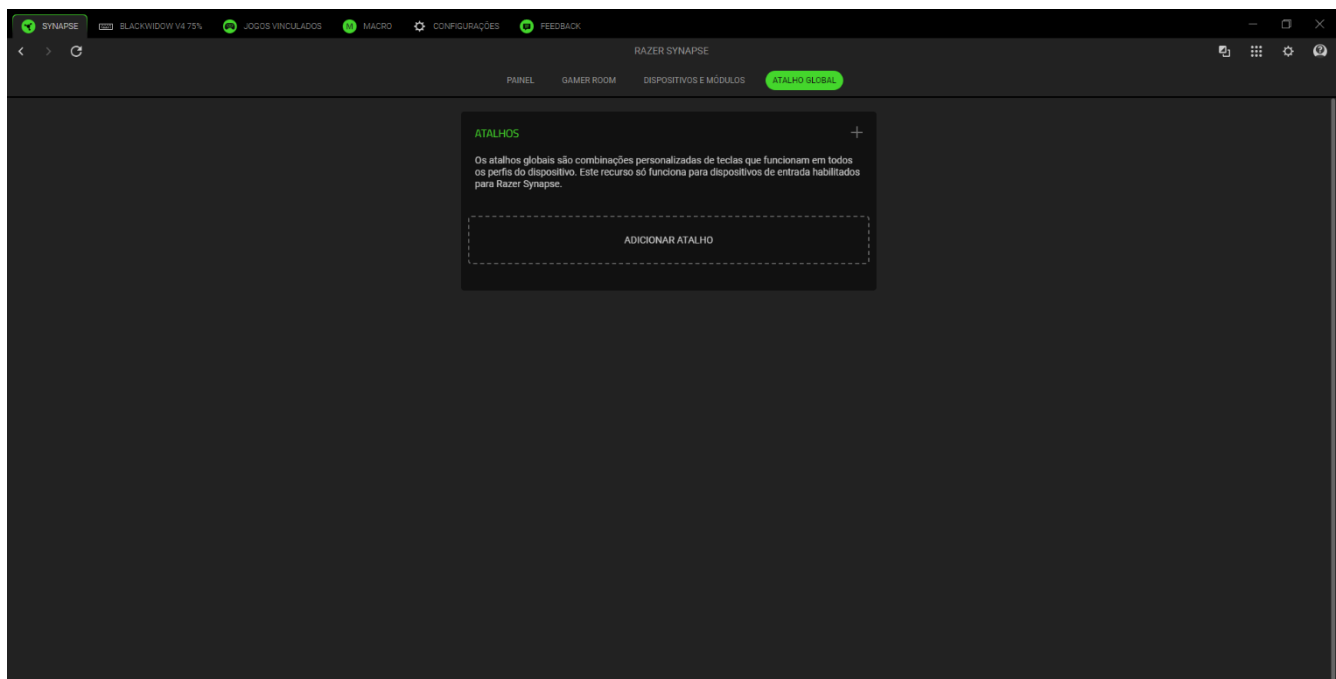 SYNAPSE BLACKWIDOW V4 75% JOGOS VINCULADOS M MACRO CONFIGURAÇÕES FEEDBACK
RAZER SYNAPSE
PAINEL GAMER ROOM DISPOSITIVOS E MÓDULOS ATALHO GLOBAL
ATALHOS
Os atalhos globais são combinações personalizadas de teclas que funcionam em todos
os perfis do dispositivo. Este recurso só funciona para dispositivos de entrada habilitados
para Razer Synapse.
ADICIONAR ATALHO